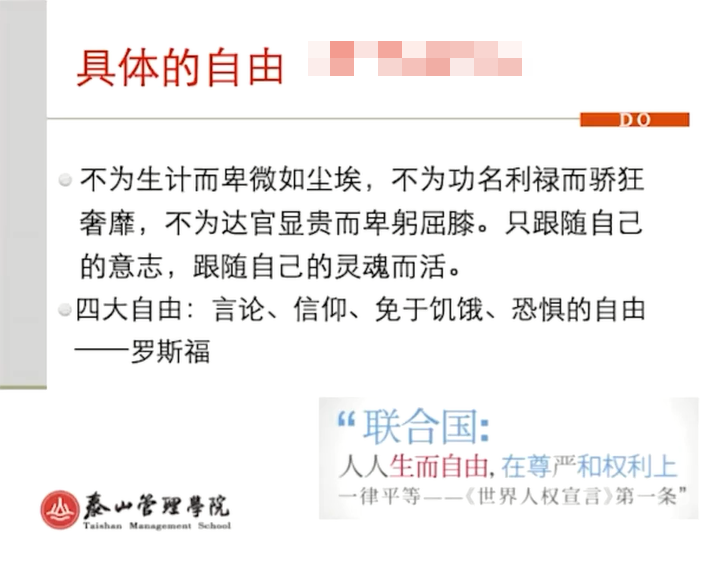 具体的自由
DO
不为生计而卑微如尘埃，不为功名利禄而骄狂
奢靡，不为达官显贵而卑躬屈膝。只跟随自己
的意志，跟随自己的灵魂而活。
四大自由：言论、信仰、免于饥饿、恐惧的自由
——罗斯福
“联合国:
人人生而自由, 在尊严和权利上
一律平等——《世界人权宣言》第一条”
泰山管理學院
Taishan Management School